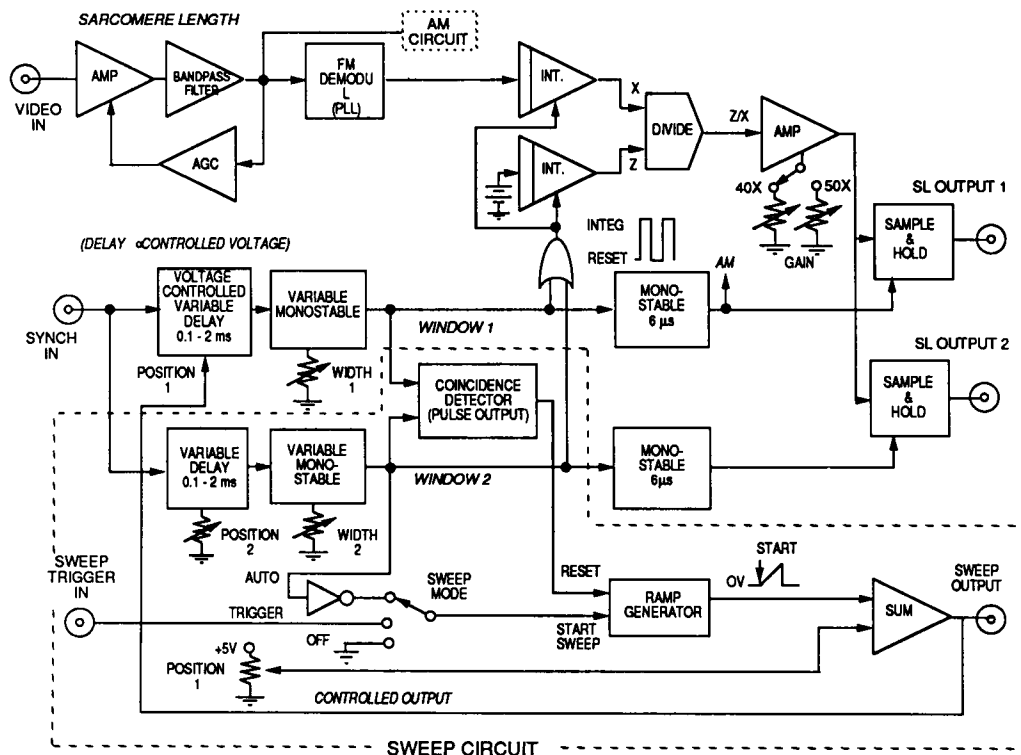 SARCOMERE LENGTH
AM
CIRCUIT
AMP
BANDPASS
FILTER
FM
DEMODU
L
(PLL)
INT.
VIDEO
IN
X
DIVIDE
Z/X
AMP
AGC
INT.
Z
40X
50X
SL OUTPUT 1
INTEG
RESET
GAIN
SAMPLE
&
HOLD
(DELAY ∝CONTROLLED VOLTAGE)
VOLTAGE
CONTROLLED
VARIABLE
DELAY
0.1 - 2 ms
VARIABLE
MONOSTABLE
MONO-
STABLE
6 µs
AM
SYNCH
IN
WINDOW 1
SL OUTPUT 2
POSITION
1
WIDTH
1
COINCIDENCE
DETECTOR
(PULSE OUTPUT)
SAMPLE
&
HOLD
VARIABLE
DELAY
0.1 - 2 ms
VARIABLE
MONO-
STABLE
MONO-
STABLE
6µs
WINDOW 2
POSITION
2
WIDTH
2
SWEEP
TRIGGER
IN
AUTO
SWEEP
MODE
RESET
START
OV
RAMP
GENERATOR
SWEEP
OUTPUT
SUM
TRIGGER
OFF
START
SWEEP
+5V
POSITION
1
CONTROLLED OUTPUT
SWEEP CIRCUIT